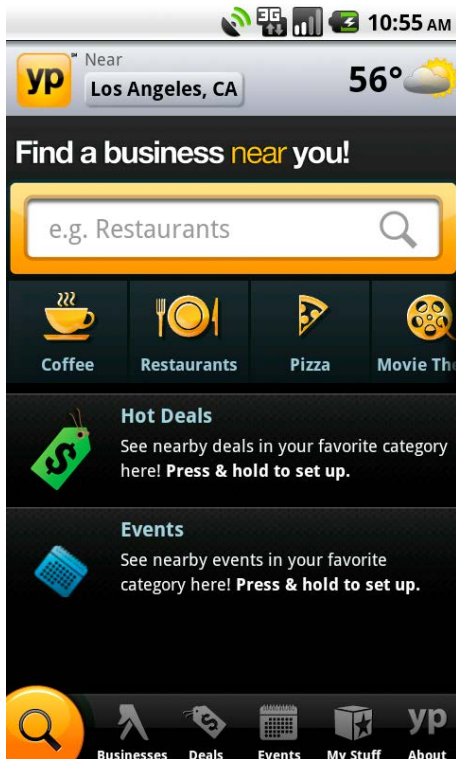 3G 10:55 AM
yp℠ Near
Los Angeles, CA 56°
Find a business near you!
e.g. Restaurants
Coffee Restaurants Pizza Movie The
Hot Deals
See nearby deals in your favorite category
here! Press & hold to set up.
Events
See nearby events in your favorite
category here! Press & hold to set up.
yp
Businesses Deals Events My Stuff About